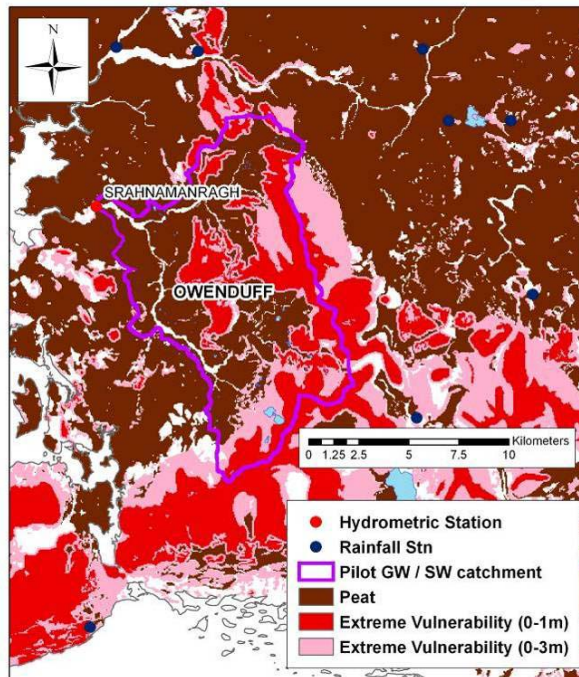 N
SRAHNAMANRAGH
OWENDUFF
Kilometers
0 1.25 2.5 5 7.5 10
Hydrometric Station
Rainfall Stn
Pilot GW / SW catchment
Peat
Extreme Vulnerability (0-1m)
Extreme Vulnerability (0-3m)